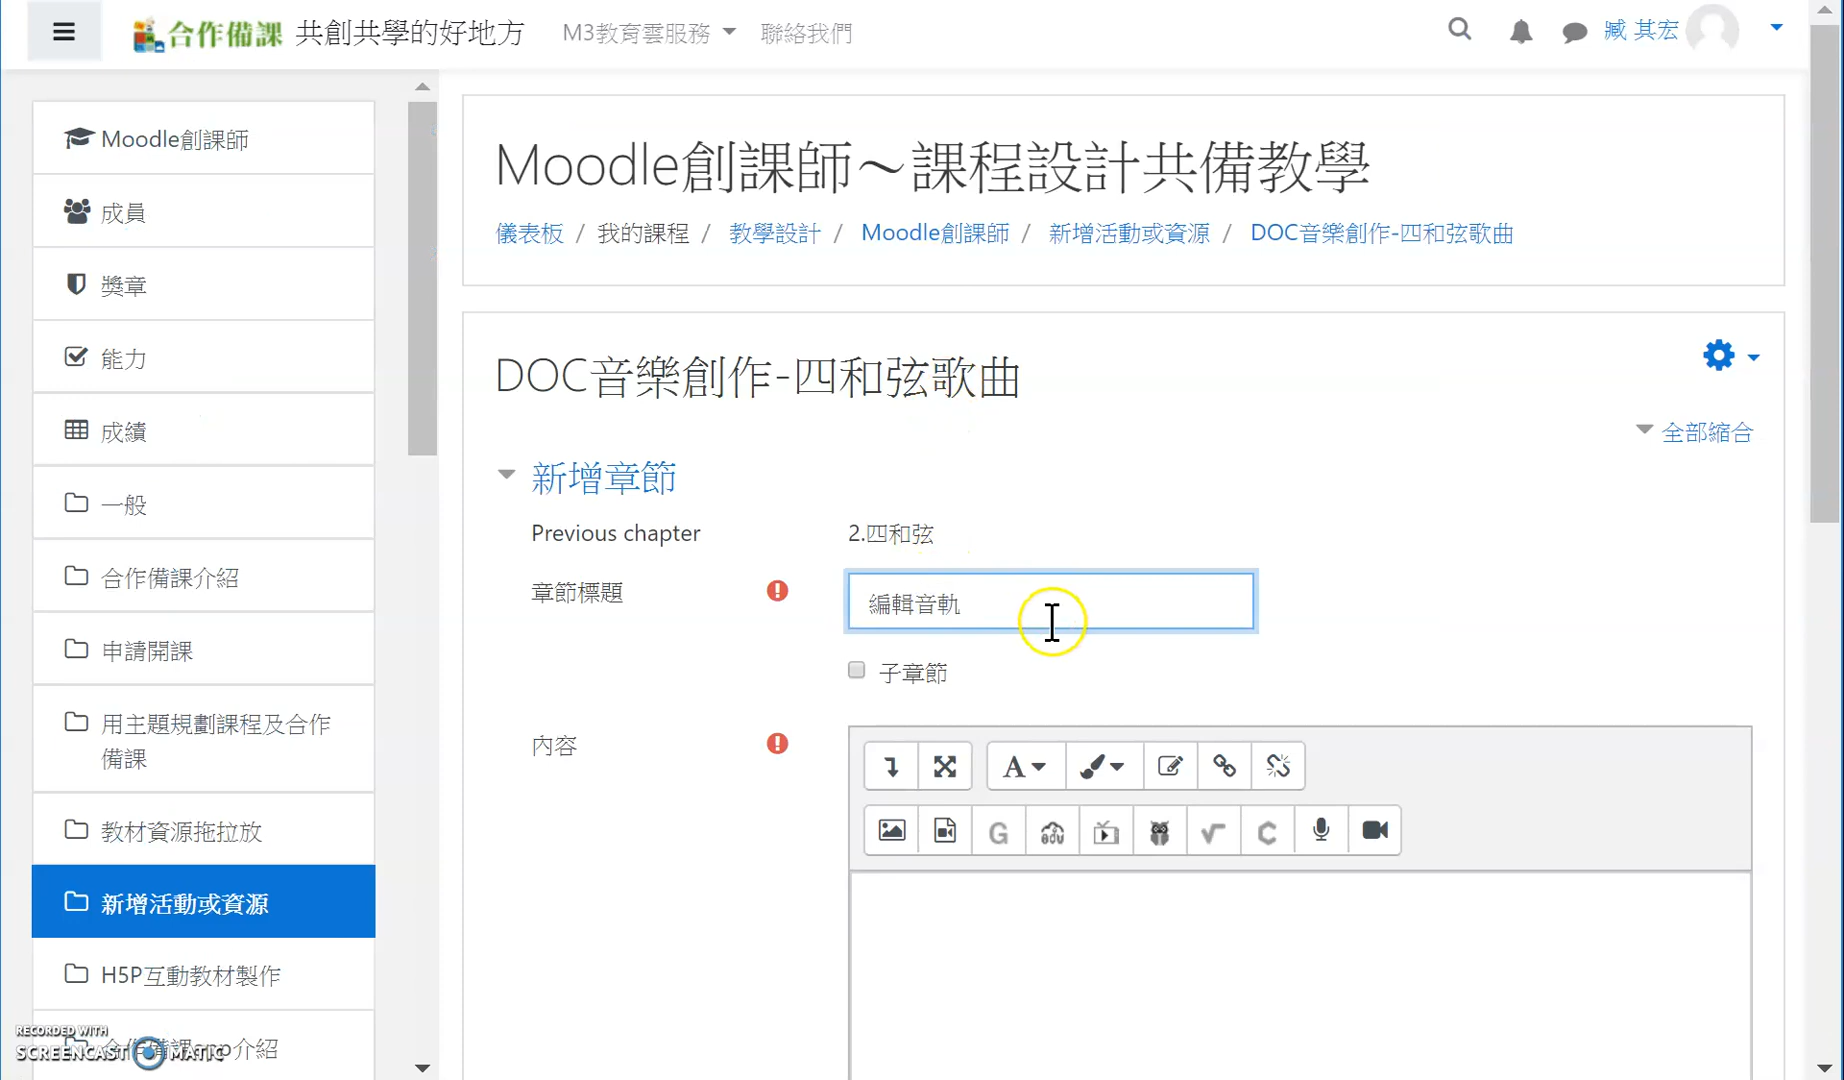 合作備課 共創共學的好地方 M3教育雲服務 聯絡我們 臧 其宏
Moodle創課師
成員
獎章
能力
成績
一般
合作備課介紹
申請開課
用主題規劃課程及合作
備課
教材資源拖拉放
新增活動或資源
H5P互動教材製作
合作備課app介紹
RECORDED WITH
SCREENCAST MATIC
Moodle創課師～課程設計共備教學
儀表板 / 我的課程 / 教學設計 / Moodle創課師 / 新增活動或資源 / DOC音樂創作-四和弦歌曲
DOC音樂創作-四和弦歌曲
全部縮合
新增章節
Previous chapter 2.四和弦
章節標題 編輯音軌
子章節
內容